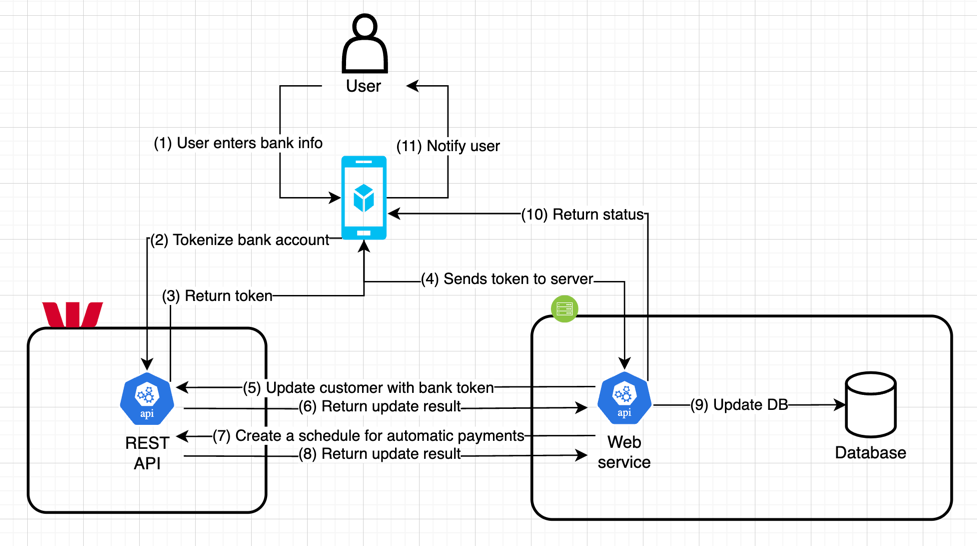 User
(1) User enters bank info
(11) Notify user
(10) Return status
(2) Tokenize bank account
(4) Sends token to server
(3) Return token
(5) Update customer with bank token
(6) Return update result
(9) Update DB
api
api
(7) Create a schedule for automatic payments
REST
API
(8) Return update result
Web
service
Database